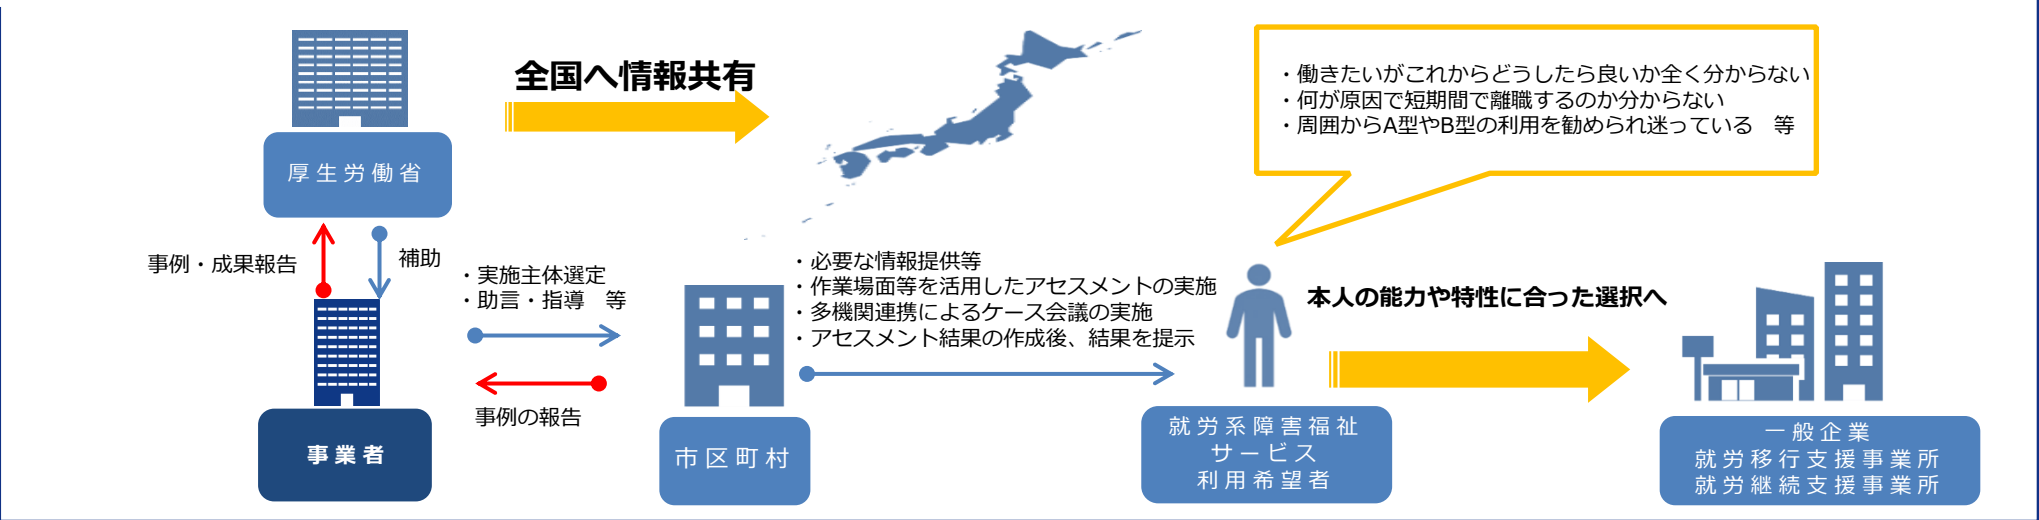 全国へ情報共有
・働きたいがこれからどうしたら良いか全く分からない
・何が原因で短期間で離職するのか分からない
・周囲からA型やB型の利用を勧められ迷っている　等
厚生労働省
事例・成果報告
補助
・実施主体選定
・助言・指導　等
・必要な情報提供等
・作業場面等を活用したアセスメントの実施
・多機関連携によるケース会議の実施
・アセスメント結果の作成後、結果を提示
本人の能力や特性に合った選択へ
事例の報告
事業者
市区町村
就労系障害福祉
サービス
利用希望者
一般企業
就労移行支援事業所
就労継続支援事業所